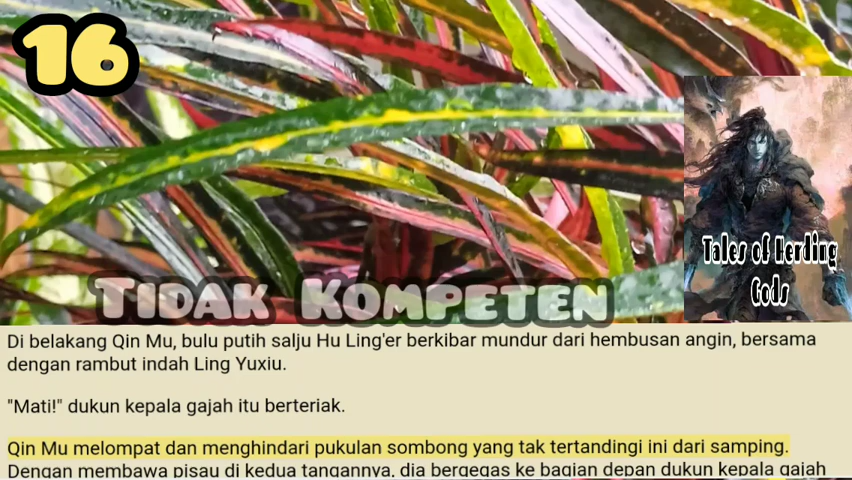 16
Tales of Herding
Gods
TIDAK KOMPETEN
Di belakang Qin Mu, bulu putih salju Hu Ling'er berkibar mundur dari hembusan angin, bersama
dengan rambut indah Ling Yuxiu.
"Mati!" dukun kepala gajah itu berteriak.
Qin Mu melompat dan menghindari pukulan sombong yang tak tertandingi ini dari samping.
Dengan membawa pisau di kedua tangannya, dia bergegas ke bagian depan dukun kepala gajah